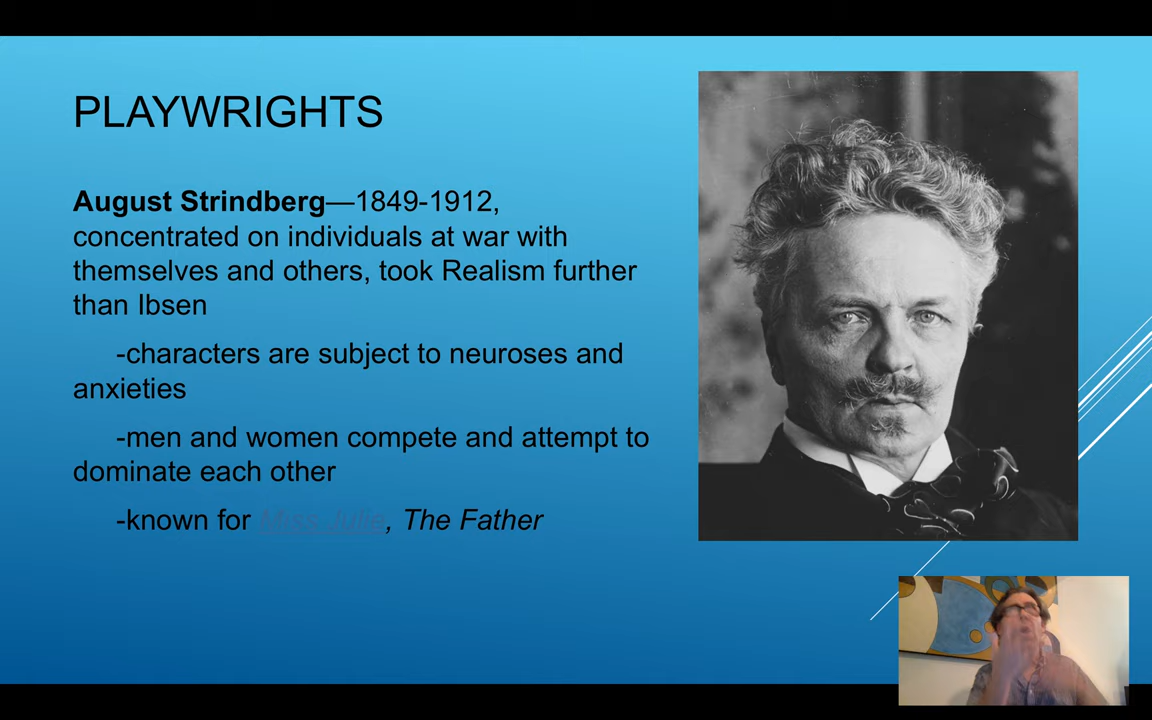 PLAYWRIGHTS
August Strindberg—1849-1912,
concentrated on individuals at war with
themselves and others, took Realism further
than Ibsen
-characters are subject to neuroses and
anxieties
-men and women compete and attempt to
dominate each other
-known for Miss Julie, The Father